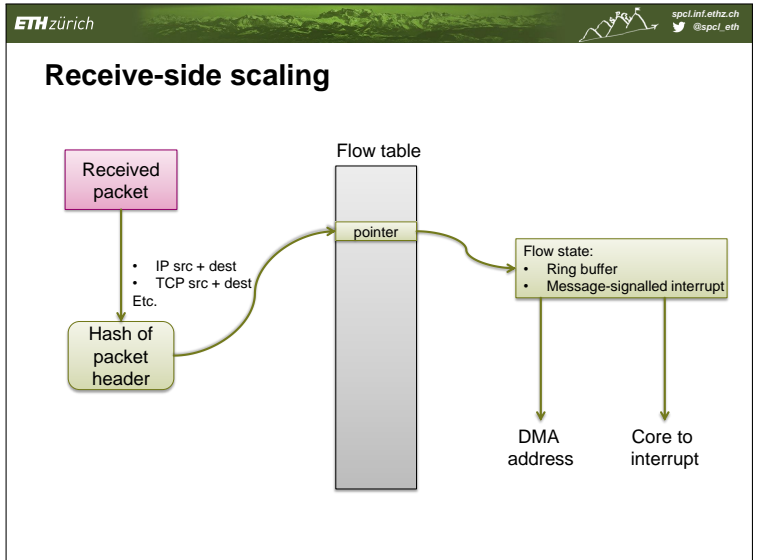 ETH zürich
spcl.inf.ethz.ch
@spcl_eth
Receive-side scaling
Received
packet
• IP src + dest
• TCP src + dest
Etc.
Hash of
packet
header
Flow table
pointer
Flow state:
• Ring buffer
• Message-signalled interrupt
DMA
address
Core to
interrupt